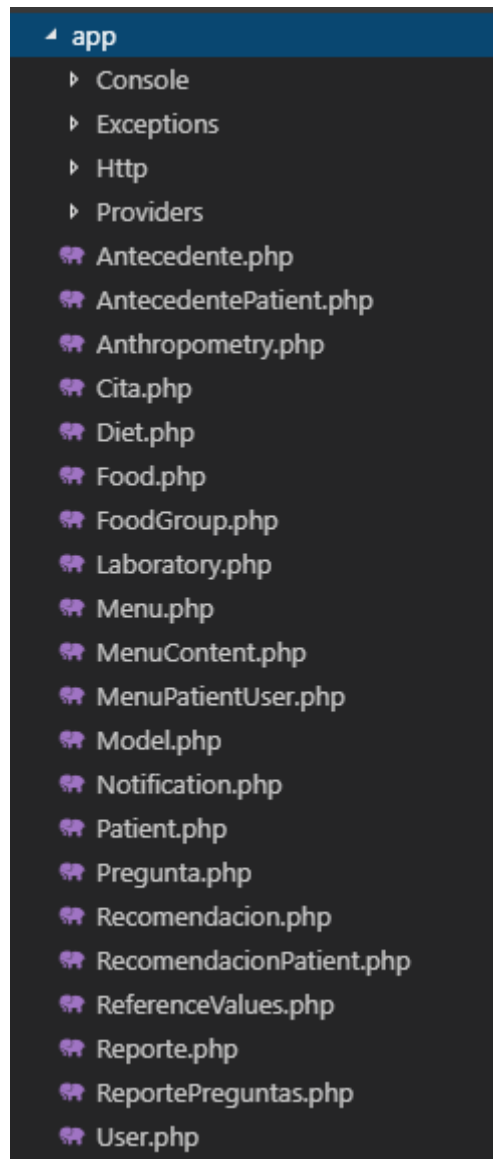 app
Console
Exceptions
Http
Providers
Antecedente.php
AntecedentePatient.php
Anthropometry.php
Cita.php
Diet.php
Food.php
FoodGroup.php
Laboratory.php
Menu.php
MenuContent.php
MenuPatientUser.php
Model.php
Notification.php
Patient.php
Pregunta.php
Recomendacion.php
RecomendacionPatient.php
ReferenceValues.php
Reporte.php
ReportePreguntas.php
User.php